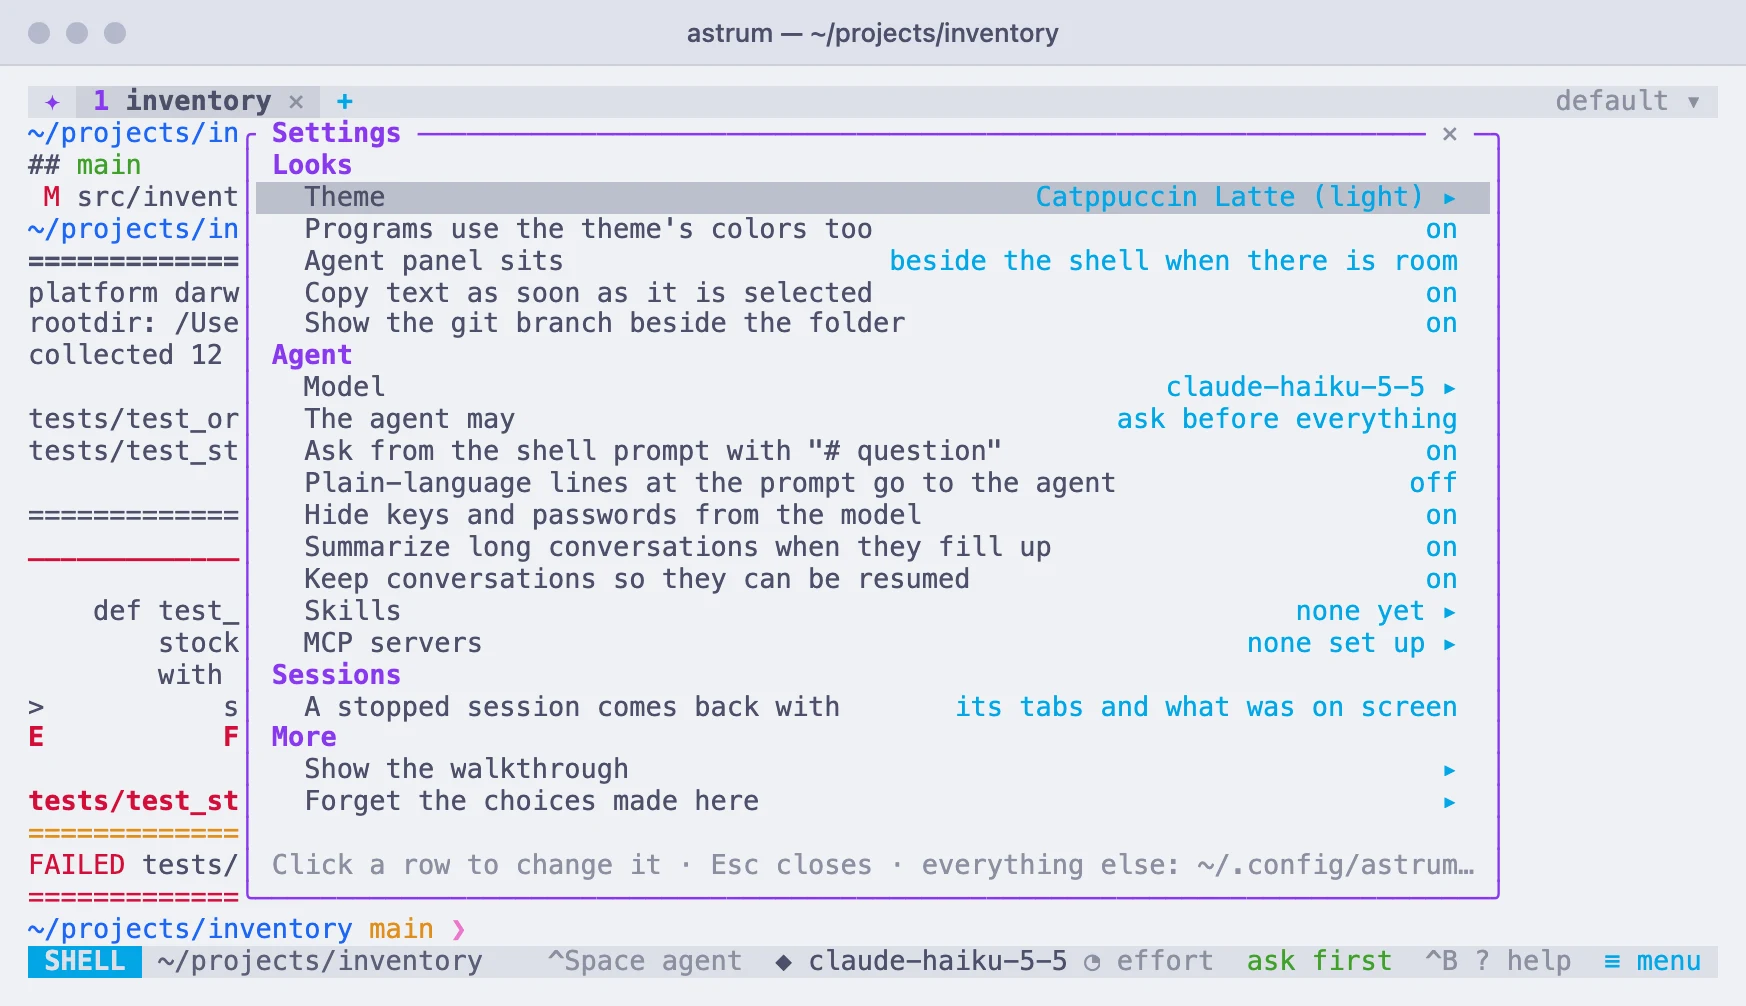 astrum — ~/projects/inventory
✦ 1 inventory × + default ▾
~/projects/in
## main
M src/invent
~/projects/in
=============
platform darw
rootdir: /Use
collected 12
tests/test_or
tests/test_st
=============
def test_
stock
with
> s
E F
tests/test_st
=============
FAILED tests/
=============
Settings ×
Looks
Theme Catppuccin Latte (light) ▸
Programs use the theme's colors too on
Agent panel sits beside the shell when there is room
Copy text as soon as it is selected on
Show the git branch beside the folder on
Agent
Model claude-haiku-5-5 ▸
The agent may ask before everything
Ask from the shell prompt with "# question" on
Plain-language lines at the prompt go to the agent off
Hide keys and passwords from the model on
Summarize long conversations when they fill up on
Keep conversations so they can be resumed on
Skills none yet ▸
MCP servers none set up ▸
Sessions
A stopped session comes back with its tabs and what was on screen
More
Show the walkthrough ▸
Forget the choices made here ▸
Click a row to change it · Esc closes · everything else: ~/.config/astrum…
~/projects/inventory main ❯
SHELL ~/projects/inventory ^Space agent ◆ claude-haiku-5-5 ◔ effort ask first ^B ? help ≡ menu